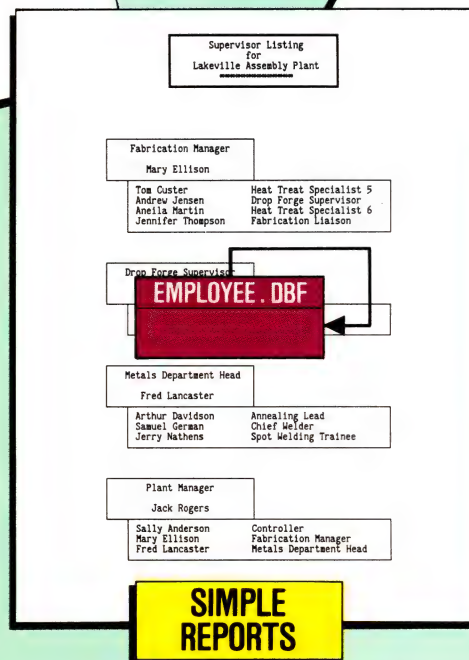 Supervisor Listing
for
Lakeville Assembly Plant
Fabrication Manager
Mary Ellison
Tom Custer Heat Treat Specialist 5
Andrew Jensen Drop Forge Supervisor
Aneila Martin Heat Treat Specialist 6
Jennifer Thompson Fabrication Liaison
Drop Forge Supervisor
EMPLOYEE.DBF
Metals Department Head
Fred Lancaster
Arthur Davidson Annealing Lead
Samuel German Chief Welder
Jerry Nathens Spot Welding Trainee
Plant Manager
Jack Rogers
Sally Anderson Controller
Mary Ellison Fabrication Manager
Fred Lancaster Metals Department Head
SIMPLE
REPORTS